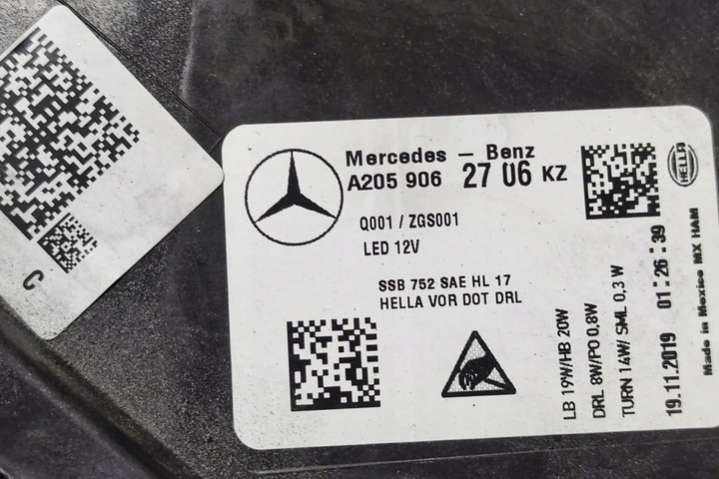 Mercedes - Benz
A205 906 27 06 KZ
Q001 / ZGS001
LED 12V
SSB 752 SAE HL 17
HELLA VOR DOT DRL
LB 19W/HB 20W
DRL 8W/PO 0,8W
TURN 14W/ SML 0,3 W
19.11.2019 01:26:39
Made in Mexico MX HAM
HELLA
C